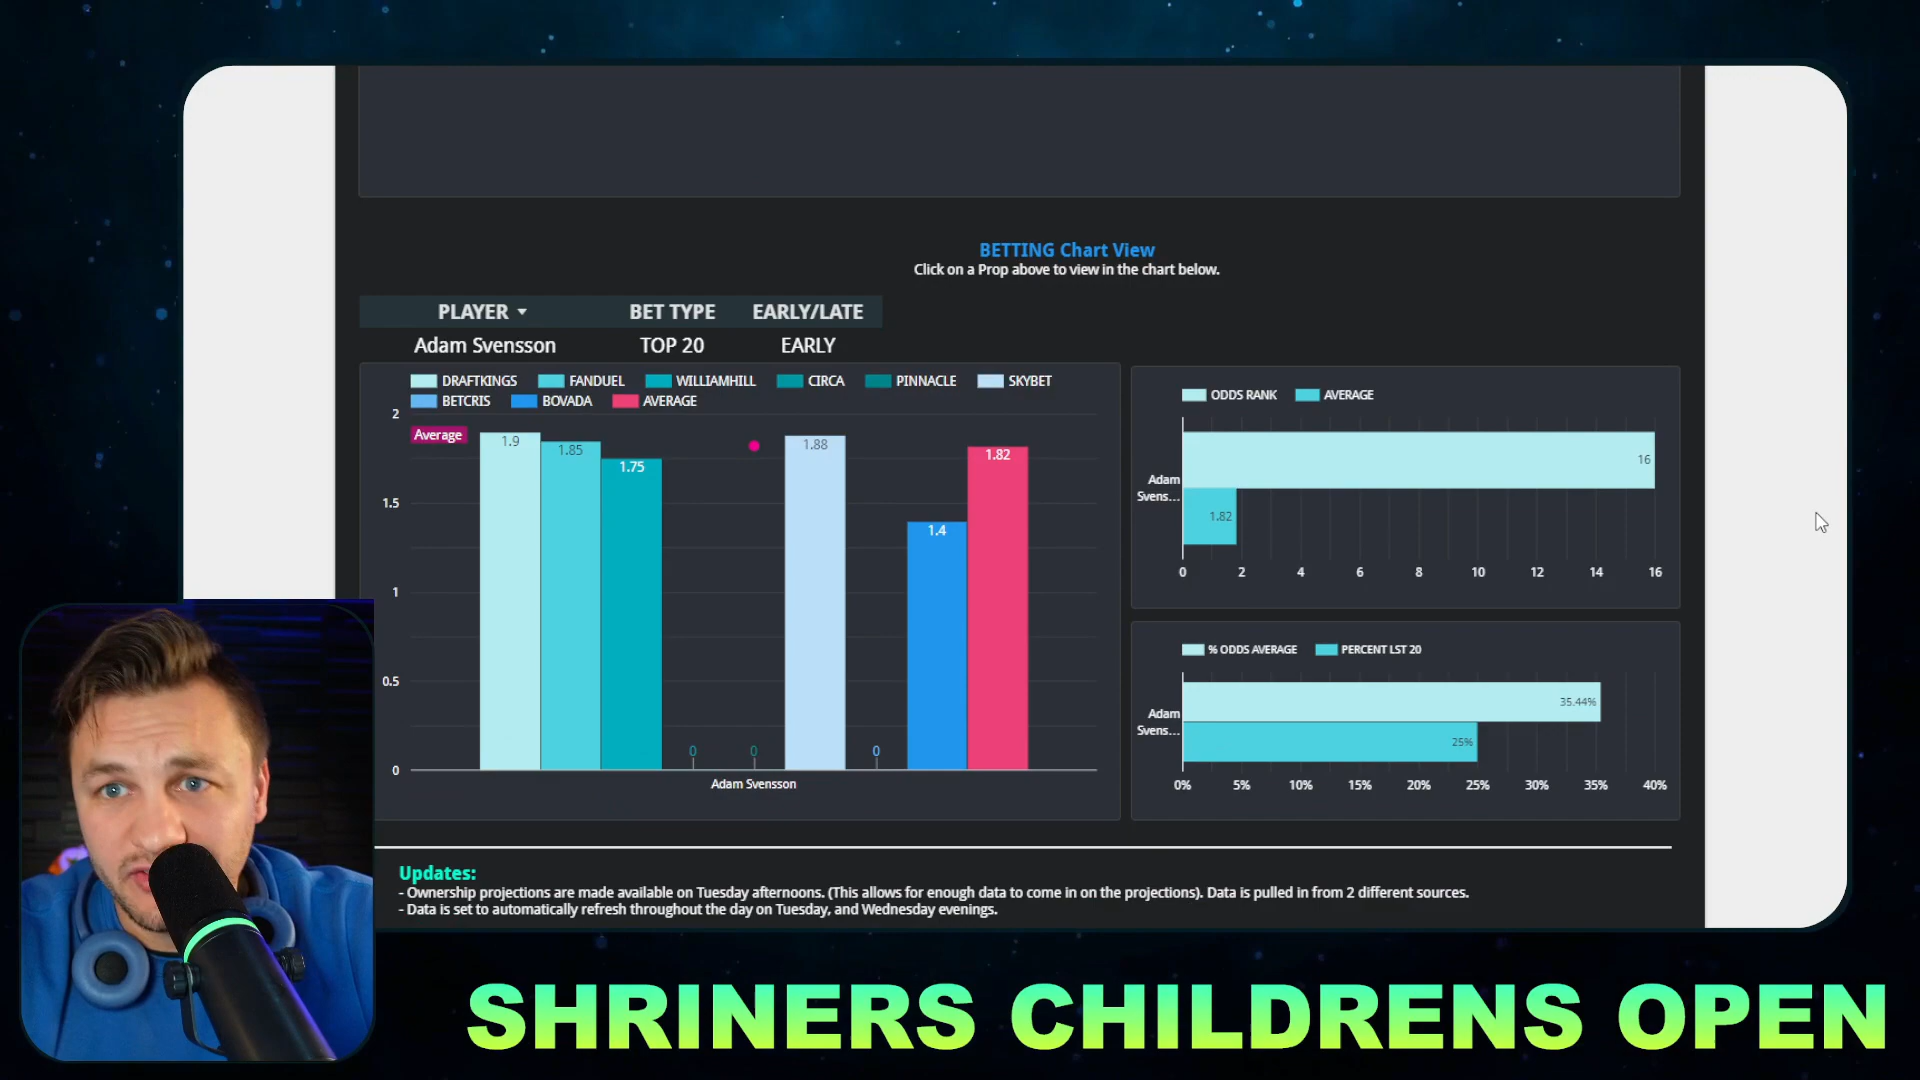 BETTING Chart View
Click on a Prop above to view in the chart below.
PLAYER BET TYPE EARLY/LATE
Adam Svensson TOP 20 EARLY
DRAFTKINGS FANDUEL WILLIAMHILL CIRCA PINNACLE SKYBET
BETCRIS BOVADA AVERAGE
2
Average
1.9
1.85
1.75
1.88
1.4
1.82
1.5
1
0.5
0
0
0
0
Adam Svensson
ODDS RANK AVERAGE
Adam
Svens...
16
1.82
0 2 4 6 8 10 12 14 16
% ODDS AVERAGE PERCENT LST 20
Adam
Svens...
35.44%
25%
0% 5% 10% 15% 20% 25% 30% 35% 40%
Updates:
- Ownership projections are made available on Tuesday afternoons. (This allows for enough data to come in on the projections). Data is pulled in from 2 different sources.
- Data is set to automatically refresh throughout the day on Tuesday, and Wednesday evenings.
SHRINERS CHILDRENS OPEN